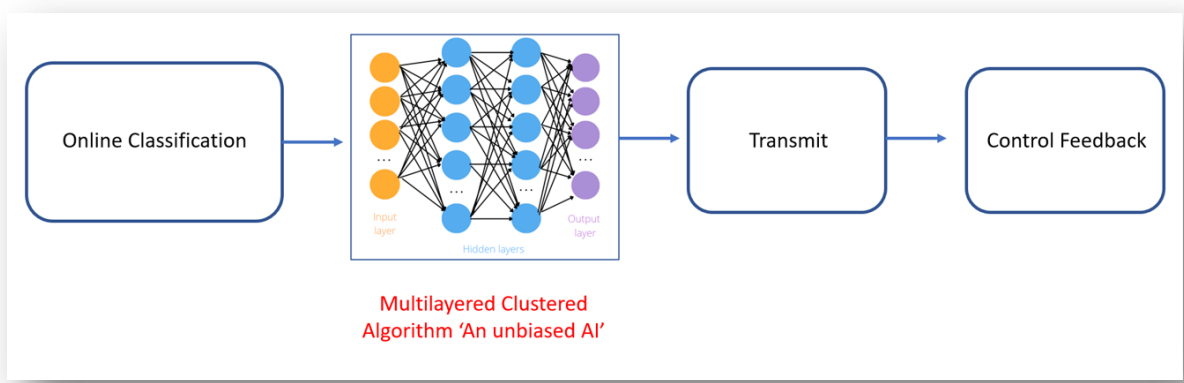 Online Classification
...
...
...
...
Input
layer
Hidden layers
Output
layer
Multilayered Clustered
Algorithm ‘An unbiased AI’
Transmit
Control Feedback